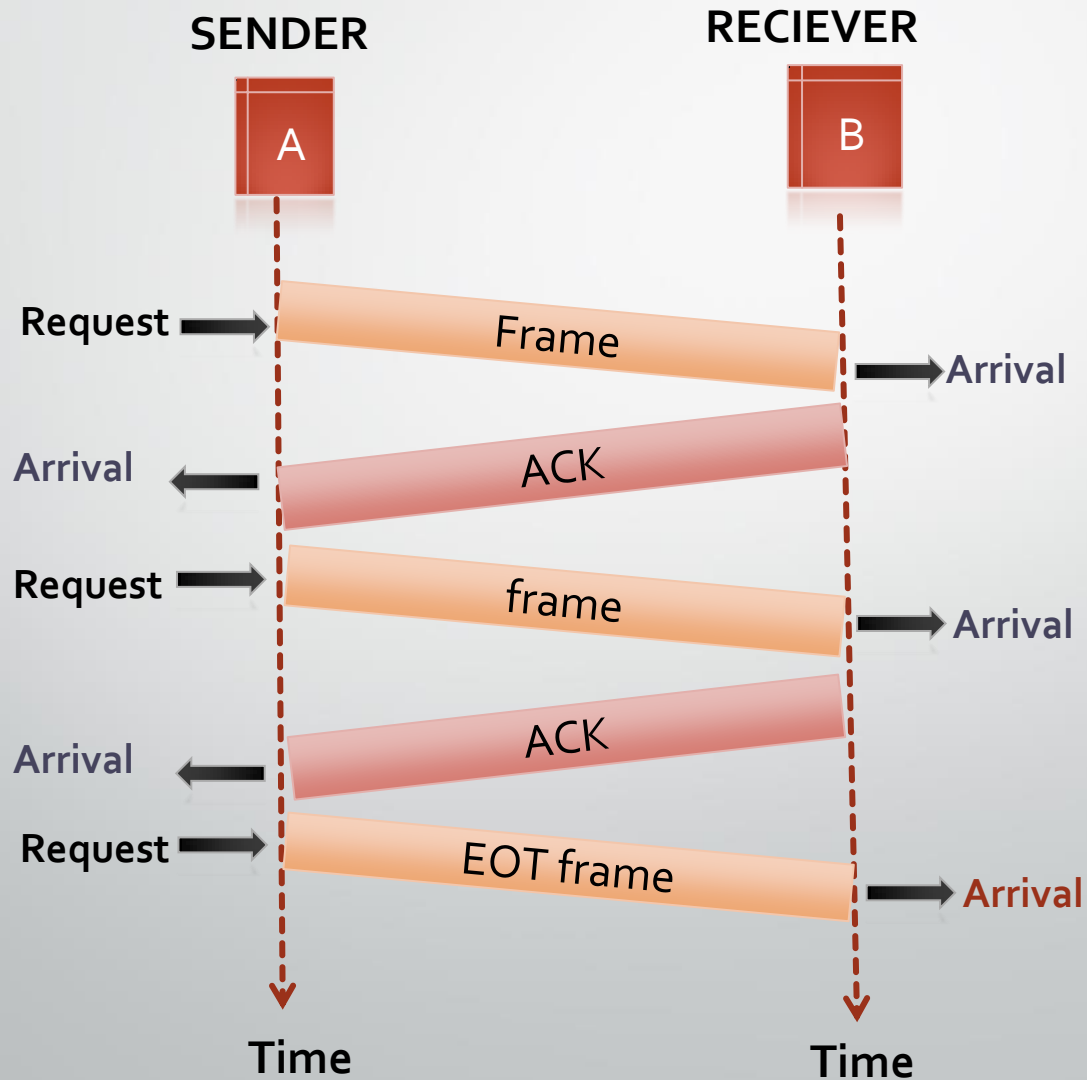 SENDER
RECIEVER
A
B
Request
Frame
Arrival
Arrival
ACK
Request
frame
Arrival
Arrival
ACK
Request
EOT frame
Arrival
Time
Time